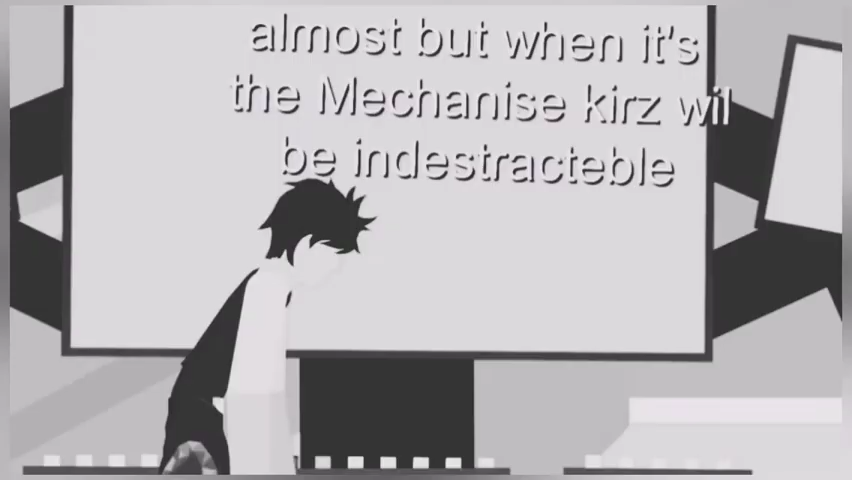 almost but when it's
the Mechanise kirz wil
be indestracteble